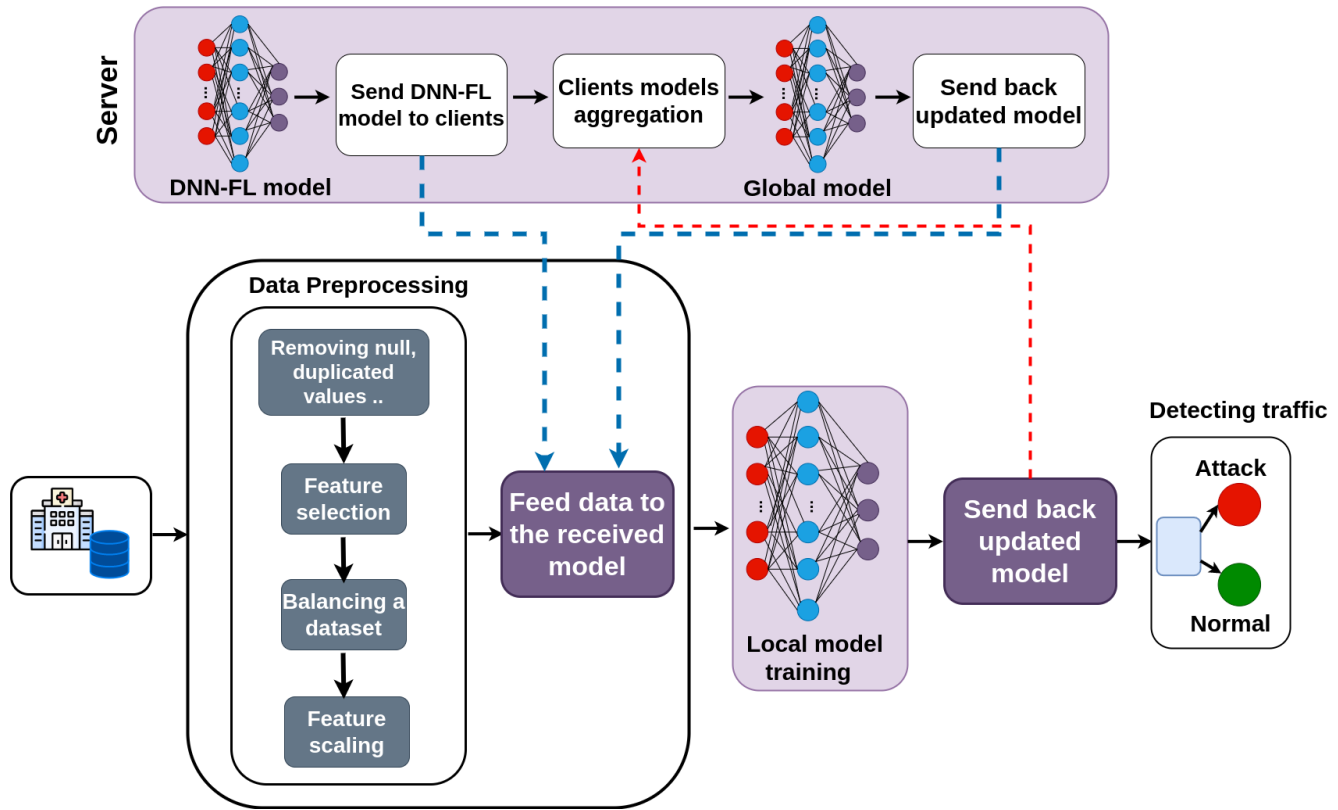 Server
Send DNN-FL
model to clients
Clients models
aggregation
Send back
updated model
DNN-FL model
Global model
Data Preprocessing
Removing null,
duplicated
values ..
Feature
selection
Balancing a
dataset
Feature
scaling
Feed data to
the received
model
Local model
training
Send back
updated
model
Detecting traffic
Attack
Normal